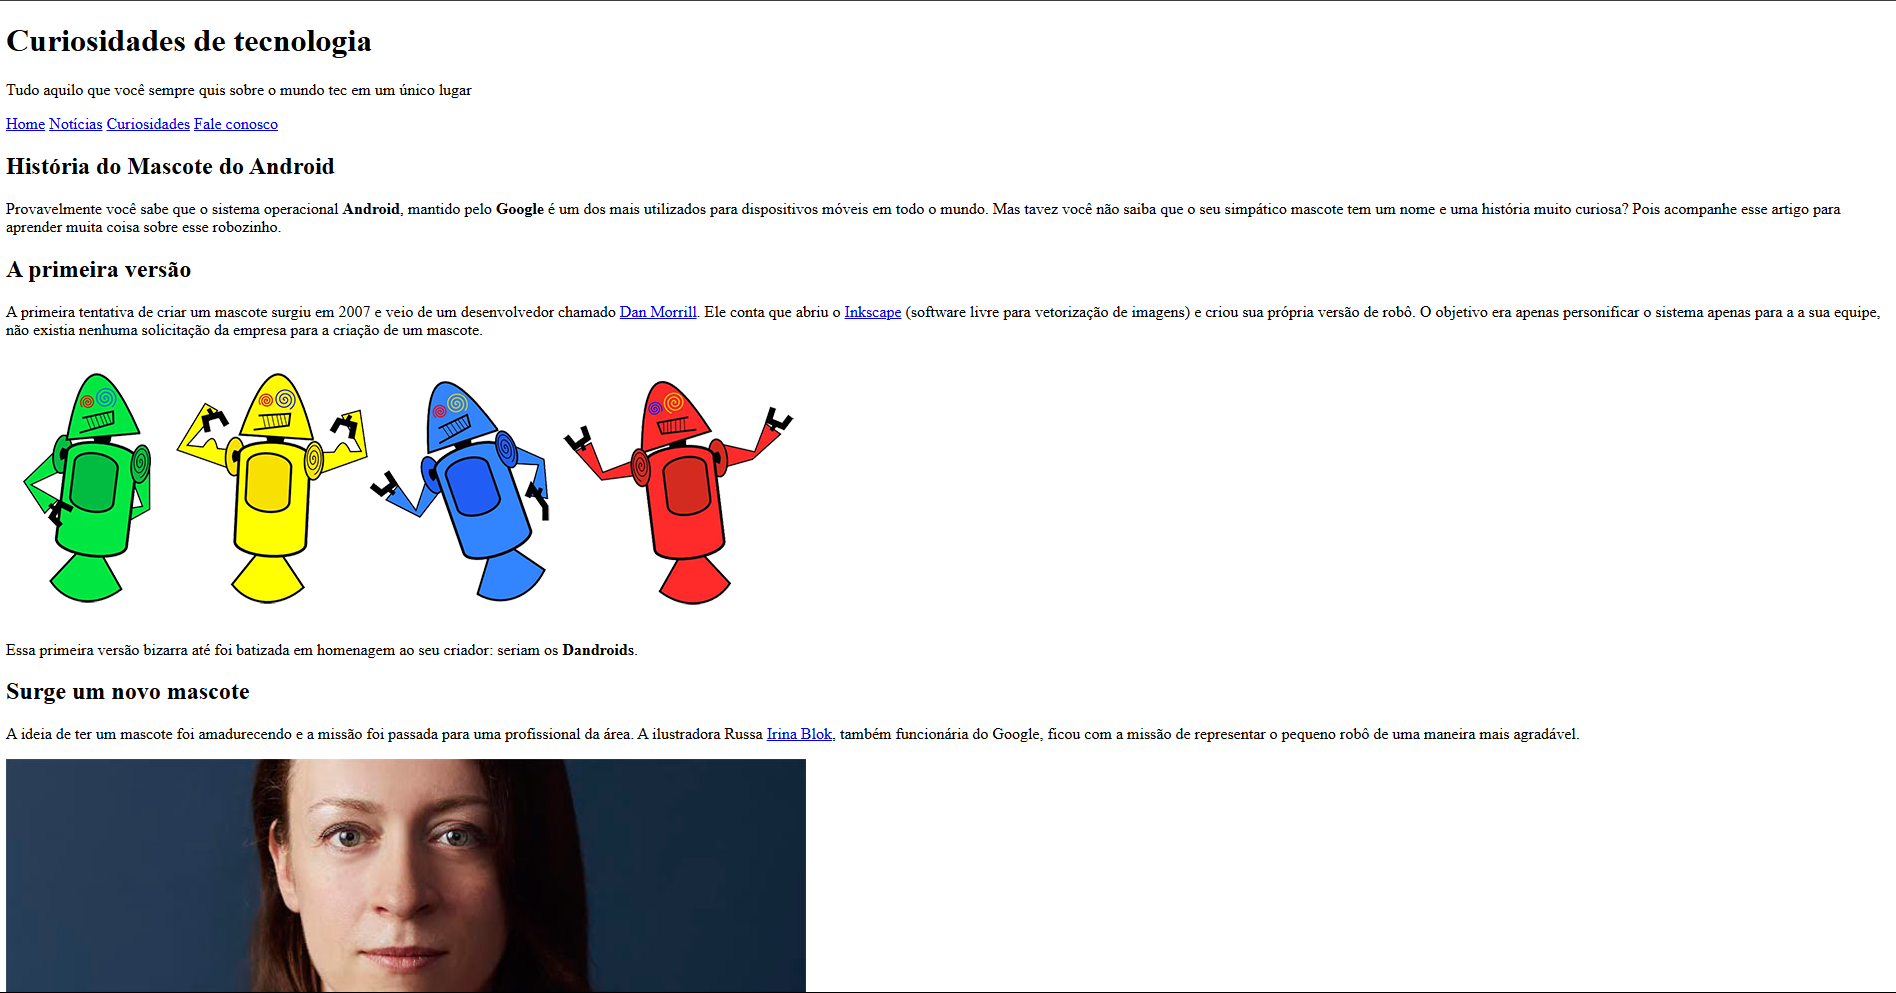 Curiosidades de tecnologia
Tudo aquilo que você sempre quis sobre o mundo tec em um único lugar
Home Notícias Curiosidades Fale conosco
História do Mascote do Android
Provavelmente você sabe que o sistema operacional Android, mantido pelo Google é um dos mais utilizados para dispositivos móveis em todo o mundo. Mas tavez você não saiba que o seu simpático mascote tem um nome e uma história muito curiosa? Pois acompanhe esse artigo para
aprender muita coisa sobre esse robozinho.
A primeira versão
A primeira tentativa de criar um mascote surgiu em 2007 e veio de um desenvolvedor chamado Dan Morrill. Ele conta que abriu o Inkscape (software livre para vetorização de imagens) e criou sua própria versão de robô. O objetivo era apenas personificar o sistema apenas para a a sua equipe,
não existia nenhuma solicitação da empresa para a criação de um mascote.
Essa primeira versão bizarra até foi batizada em homenagem ao seu criador: seriam os Dandroids.
Surge um novo mascote
A ideia de ter um mascote foi amadurecendo e a missão foi passada para uma profissional da área. A ilustradora Russa Irina Blok, também funcionária do Google, ficou com a missão de representar o pequeno robô de uma maneira mais agradável.